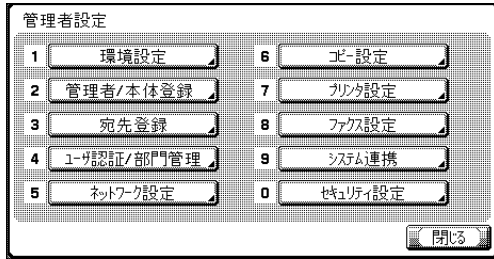 管理者設定
1 環境設定
2 管理者/本体登録
3 宛先登録
4 ユーザ認証/部門管理
5 ネットワーク設定
6 コピー設定
7 プリンタ設定
8 ファクス設定
9 システム連携
0 セキュリティ設定
閉じる